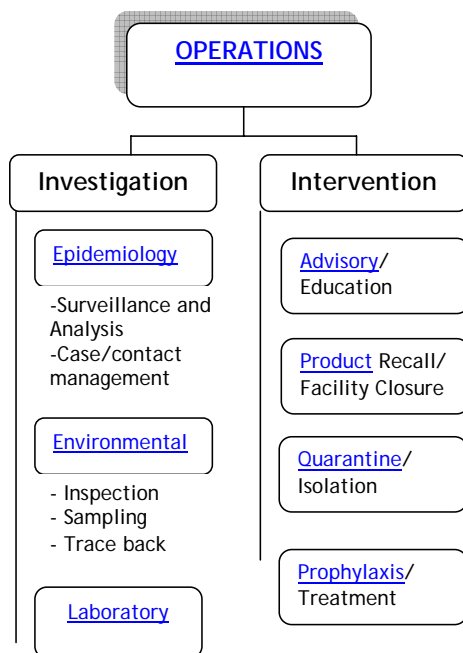 OPERATIONS
Investigation
Epidemiology
-Surveillance and
Analysis
-Case/contact
management
Environmental
- Inspection
- Sampling
- Trace back
Laboratory
Intervention
Advisory/
Education
Product Recall/
Facility Closure
Quarantine/
Isolation
Prophylaxis/
Treatment